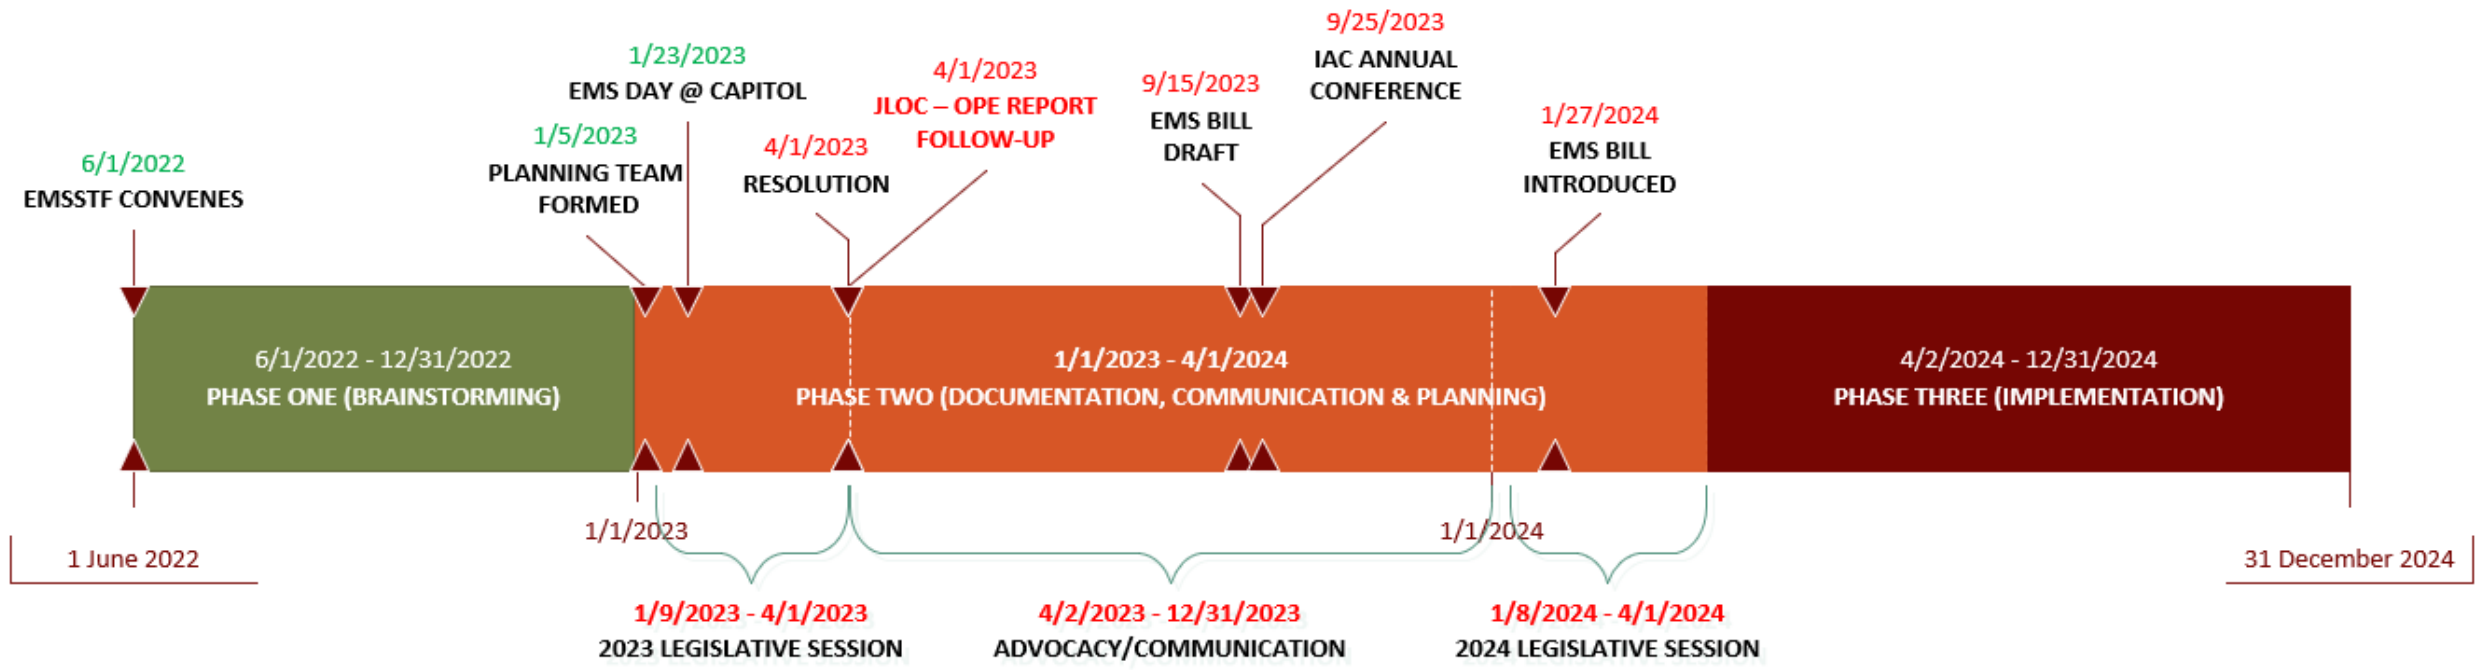 6/1/2022
EMSSTF CONVENES
1/5/2023
PLANNING TEAM
FORMED
1/23/2023
EMS DAY @ CAPITOL
4/1/2023
RESOLUTION
4/1/2023
JLOC – OPE REPORT
FOLLOW-UP
9/15/2023
EMS BILL
DRAFT
9/25/2023
IAC ANNUAL
CONFERENCE
1/27/2024
EMS BILL
INTRODUCED
6/1/2022 - 12/31/2022
PHASE ONE (BRAINSTORMING)
1/1/2023 - 4/1/2024
PHASE TWO (DOCUMENTATION, COMMUNICATION & PLANNING)
4/2/2024 - 12/31/2024
PHASE THREE (IMPLEMENTATION)
1/1/2023
1/1/2024
1 June 2022
31 December 2024
1/9/2023 - 4/1/2023
2023 LEGISLATIVE SESSION
4/2/2023 - 12/31/2023
ADVOCACY/COMMUNICATION
1/8/2024 - 4/1/2024
2024 LEGISLATIVE SESSION